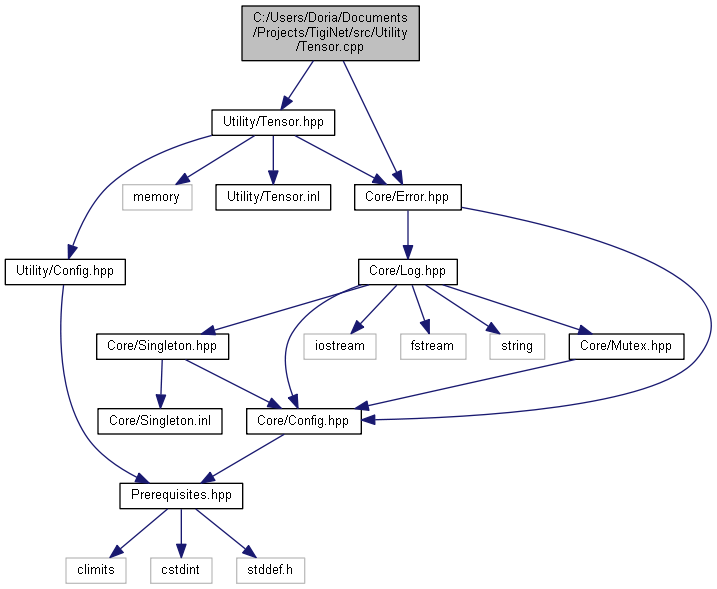 C:/Users/Doria/Documents
/Projects/TigiNet/src/Utility
/Tensor.cpp
Utility/Tensor.hpp
memory
Utility/Tensor.inl
Core/Error.hpp
Utility/Config.hpp
Core/Log.hpp
Core/Singleton.hpp
iostream
fstream
string
Core/Mutex.hpp
Core/Singleton.inl
Core/Config.hpp
Prerequisites.hpp
climits
cstdint
stddef.h